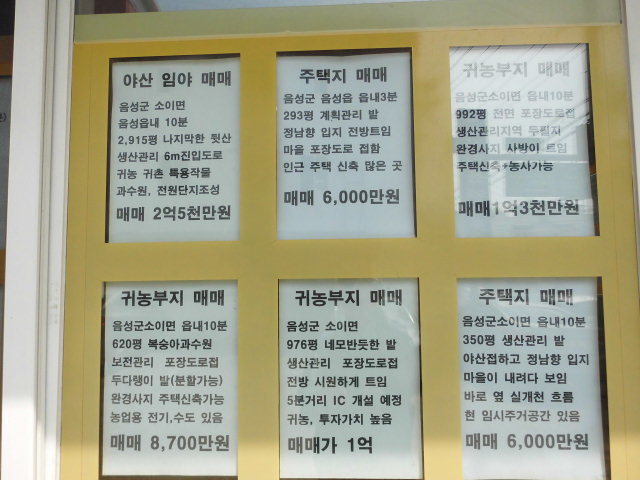 야산 임야 매매
음성군 소이면
음성읍내 10분
2,915평 나지막한 뒷산
생산관리 6m진입도로
귀농 귀촌 특용작물
과수원, 전원단지조성
매매 2억5천만원
주택지 매매
음성군 음성읍 읍내3분
293평 계획관리 밭
정남향 입지 전방트임
마을 포장도로 접함
인근 주택 신축 많은 곳
매매 6,000만원
귀농부지 매매
음성군소이면 읍내10분
992평 전면 포장도로접
생산관리지역 두필지
완경사지 사방이 트임
주택신축+농사가능
매매1억3천만원
귀농부지 매매
음성군소이면 읍내10분
620평 복숭아과수원
보전관리 포장도로접
두다랭이 밭(분할가능)
완경사지 주택신축가능
농업용 전기,수도 있음
매매 8,700만원
귀농부지 매매
음성군 소이면
976평 네모반듯한 밭
생산관리 포장도로접
전방 시원하게 트임
5분거리 IC 개설 예정
귀농, 투자가치 높음
매매가 1억
주택지 매매
음성군소이면 읍내10분
350평 생산관리 밭
야산접하고 정남향 입지
마을이 내려다 보임
바로 옆 실개천 흐름
현 임시주거공간 있음
매매 6,000만원